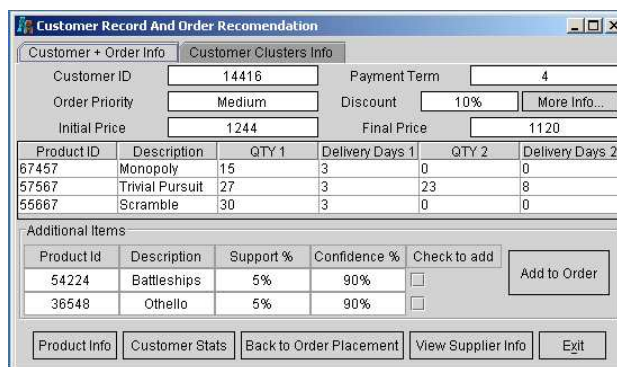 Customer Record And Order Recomendation
Customer + Order Info Customer Clusters Info
Customer ID 14416 Payment Term 4
Order Priority Medium Discount 10% More Info...
Initial Price 1244 Final Price 1120
Product ID Description QTY 1 Delivery Days 1 QTY 2 Delivery Days 2
67457 Monopoly 15 3 0 0
57567 Trivial Pursuit 27 3 23 8
55667 Scramble 30 3 0 0
Additional Items
Product Id Description Support % Confidence % Check to add
54224 Battleships 5% 90%
Add to Order
36548 Othello 5% 90%
Product Info Customer Stats Back to Order Placement View Supplier Info Exit